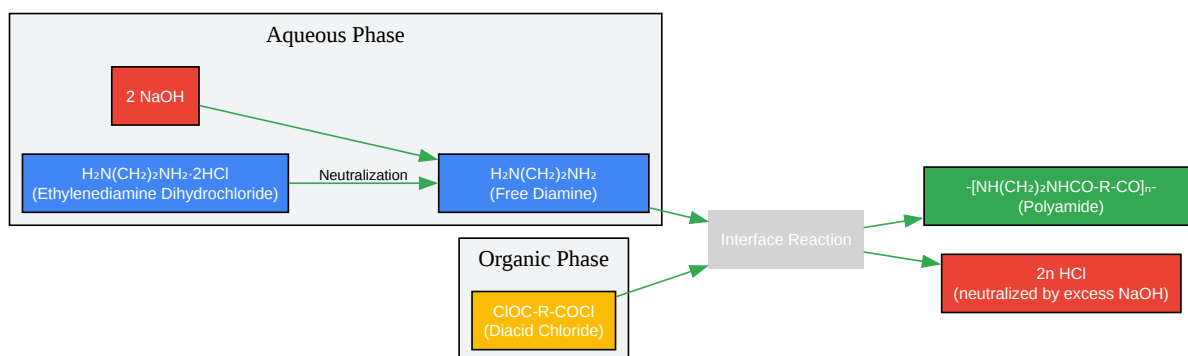 Aqueous Phase
2 NaOH
H₂N(CH₂)₂NH₂·2HCl
(Ethylenediamine Dihydrochloride)
Neutralization
H₂N(CH₂)₂NH₂
(Free Diamine)
Organic Phase
ClOC-R-COCl
(Diacid Chloride)
Interface Reaction
-[NH(CH₂)₂NHCO-R-CO]ₙ-
(Polyamide)
2n HCl
(neutralized by excess NaOH)